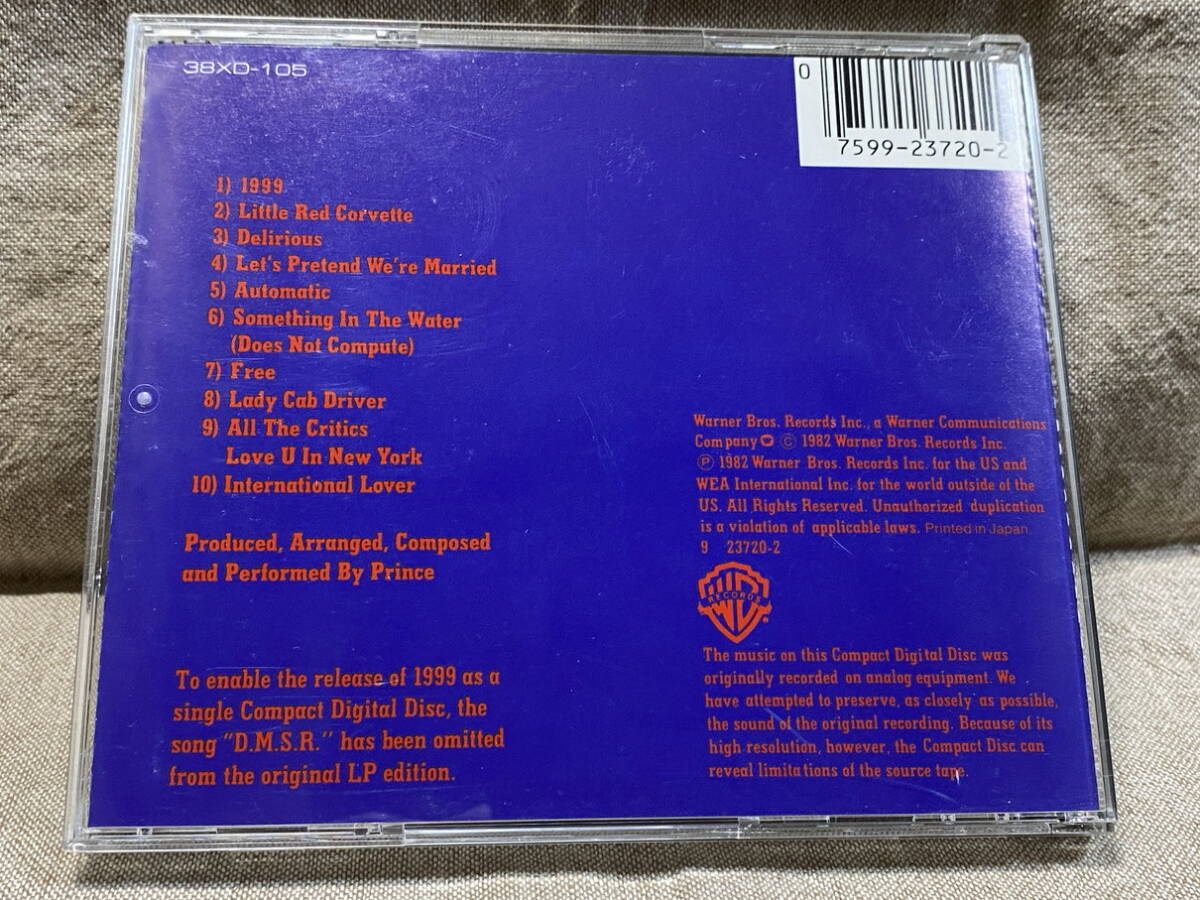 38XD-105
0
7599-23720-2
1) 1999
2) Little Red Corvette
3) Delirious
4) Let's Pretend We're Married
5) Automatic
6) Something In The Water
(Does Not Compute)
7) Free
8) Lady Cab Driver
9) All The Critics
Love U In New York
10) International Lover
Produced, Arranged, Composed
and Performed By Prince
To enable the release of 1999 as a
single Compact Digital Disc, the
song "D.M.S.R." has been omitted
from the original LP edition.
Warner Bros. Records Inc., a Warner Communications
Company © 1982 Warner Bros. Records Inc.
℗ 1982 Warner Bros. Records Inc. for the US and
WEA International Inc. for the world outside of the
US. All Rights Reserved. Unauthorized duplication
is a violation of applicable laws. Printed in Japan
9 23720-2
RECORDS
®
The music on this Compact Digital Disc was
originally recorded on analog equipment. We
have attempted to preserve, as closely as possible,
the sound of the original recording. Because of its
high resolution, however, the Compact Disc can
reveal limitations of the source tape.